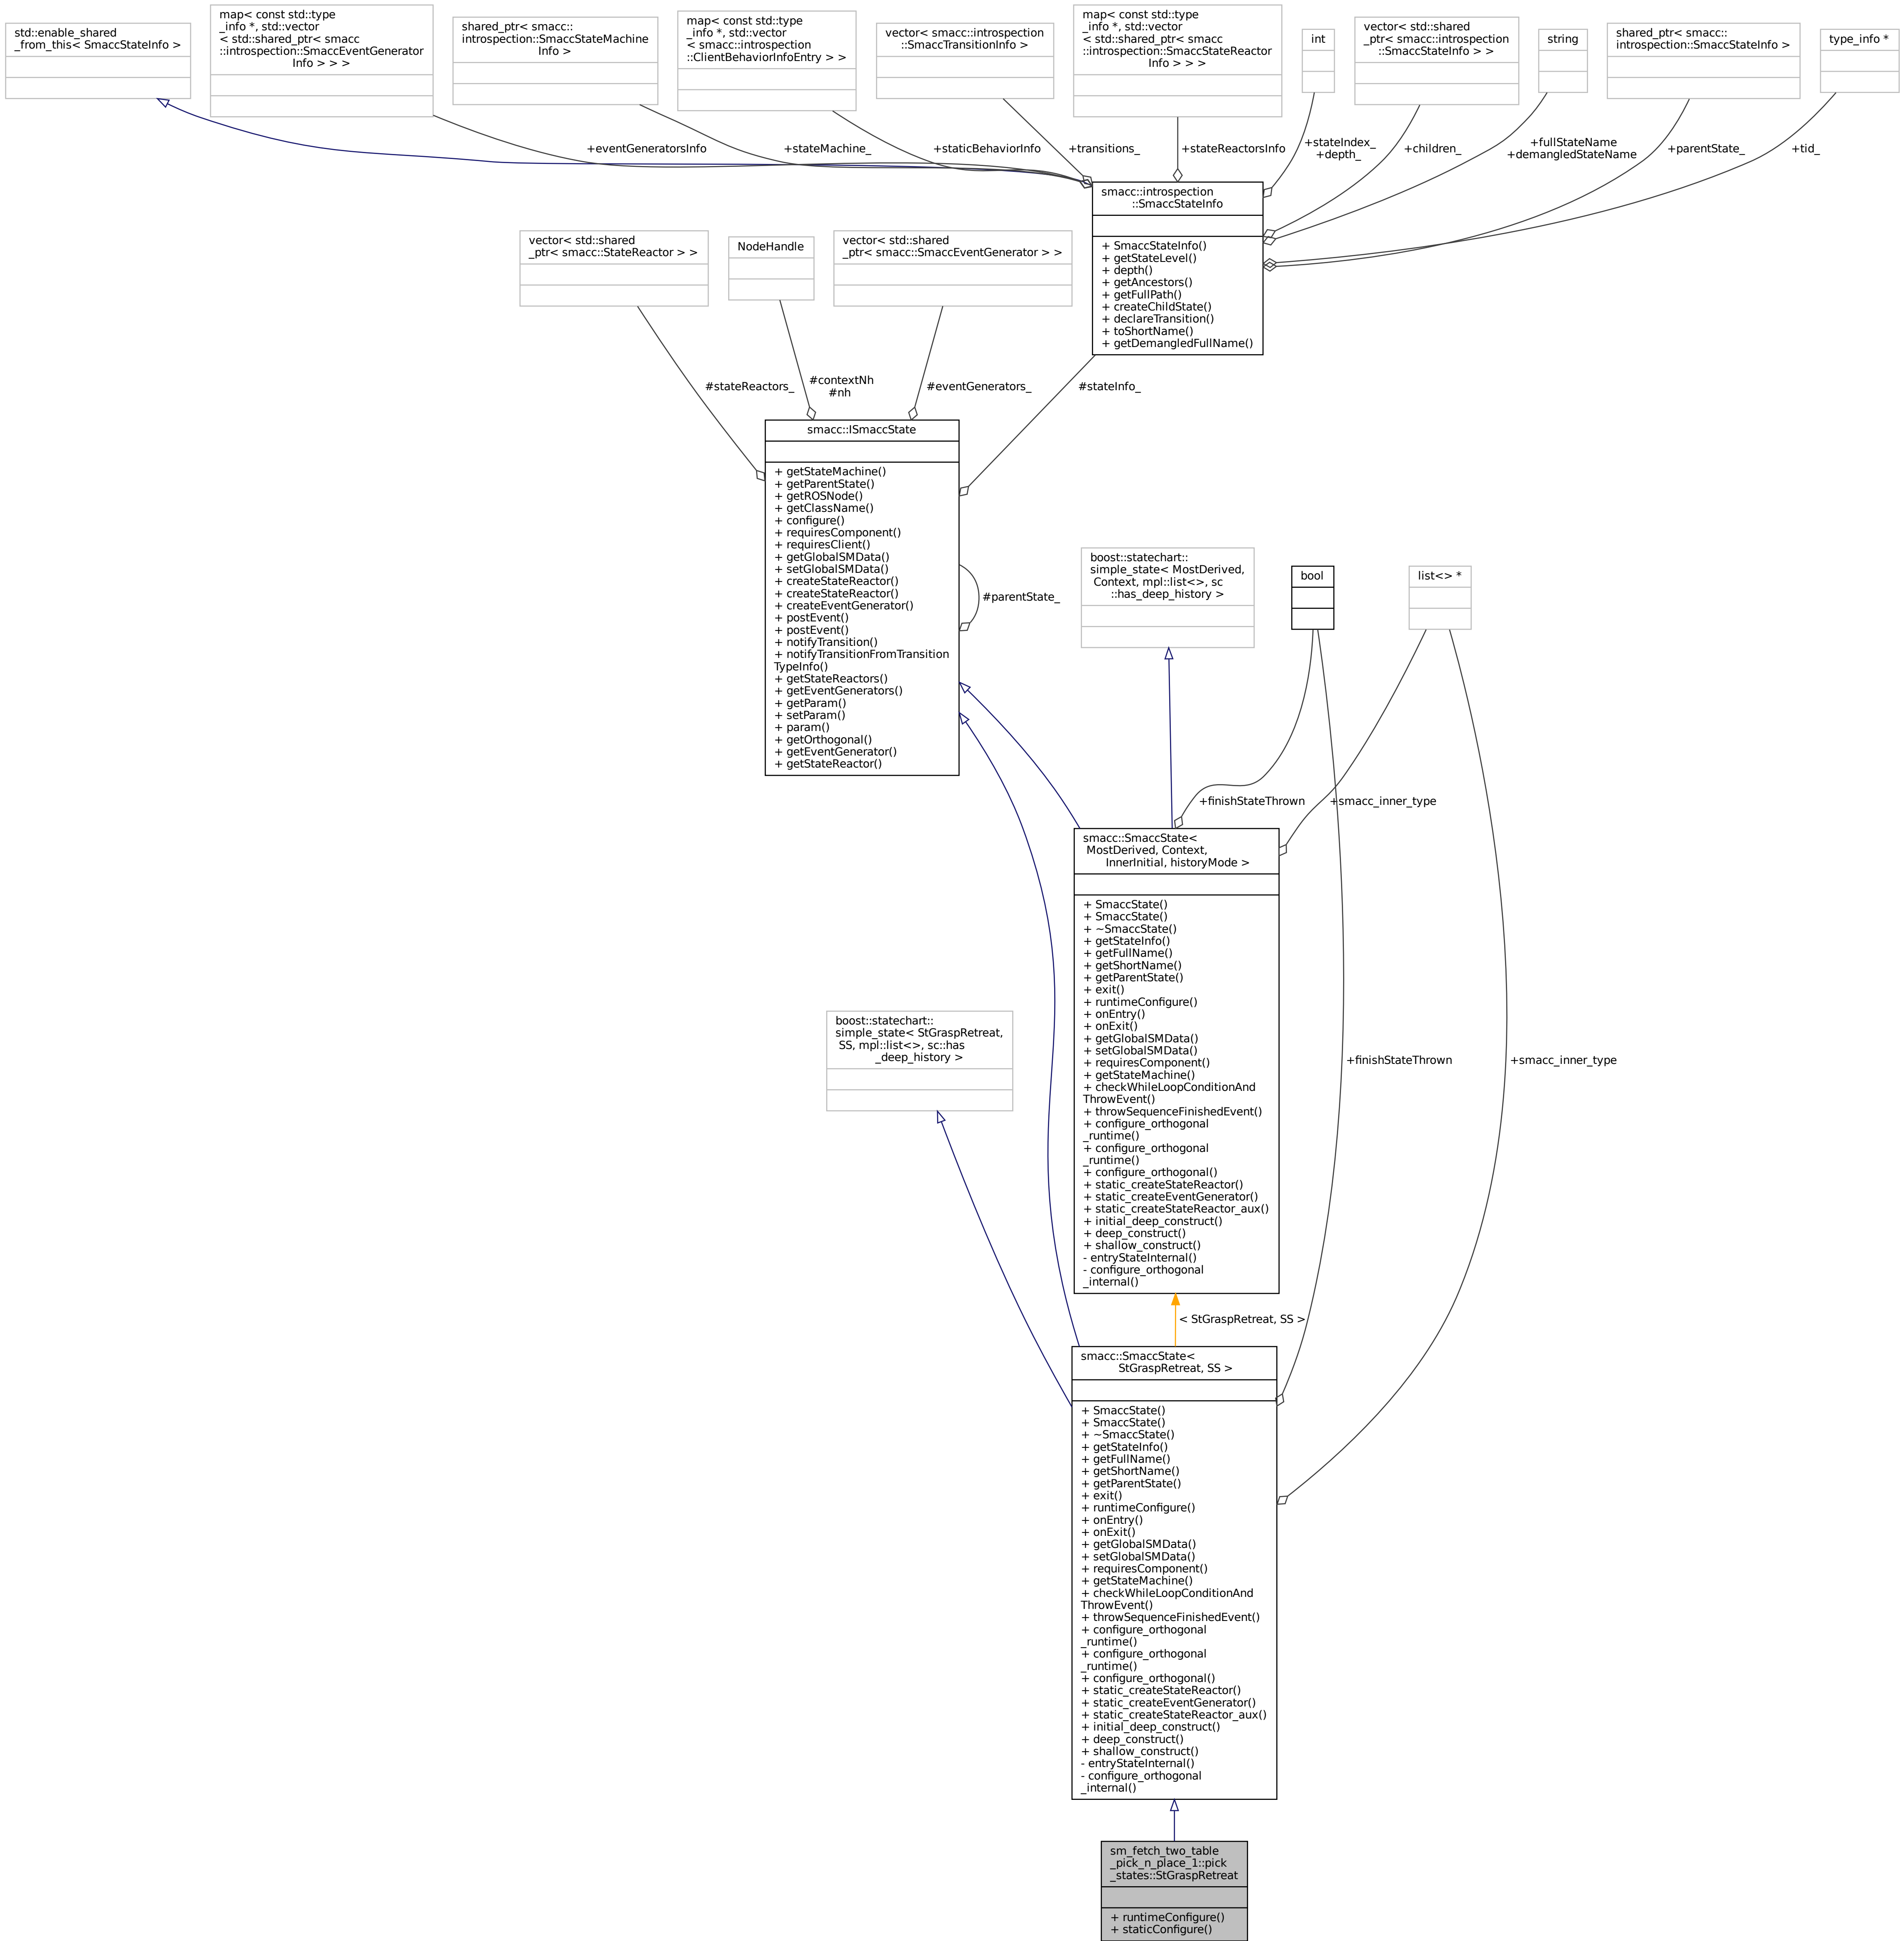 std::enable_shared
_from_this< SmaccStateInfo >
map< const std::type
_info *, std::vector
< std::shared_ptr< smacc
::introspection::SmaccEventGenerator
Info > > >
shared_ptr< smacc::
introspection::SmaccStateMachine
Info >
map< const std::type
_info *, std::vector
< smacc::introspection
::ClientBehaviorInfoEntry > >
vector< smacc::introspection
::SmaccTransitionInfo >
map< const std::type
_info *, std::vector
< std::shared_ptr< smacc
::introspection::SmaccStateReactor
Info > > >
int
vector< std::shared
_ptr< smacc::introspection
::SmaccStateInfo > >
string
shared_ptr< smacc::
introspection::SmaccStateInfo >
type_info *
+eventGeneratorsInfo
+stateMachine_
+staticBehaviorInfo
+transitions_
+stateReactorsInfo
+stateIndex_
+depth_
+children_
+fullStateName
+demangledStateName
+parentState_
+tid_
smacc::introspection
::SmaccStateInfo
+ SmaccStateInfo()
+ getStateLevel()
+ depth()
+ getAncestors()
+ getFullPath()
+ createChildState()
+ declareTransition()
+ toShortName()
+ getDemangledFullName()
vector< std::shared
_ptr< smacc::StateReactor > >
NodeHandle
vector< std::shared
_ptr< smacc::SmaccEventGenerator > >
#stateReactors_
#contextNh
#nh
#eventGenerators_
#stateInfo_
smacc::ISmaccState
+ getStateMachine()
+ getParentState()
+ getROSNode()
+ getClassName()
+ configure()
+ requiresComponent()
+ requiresClient()
+ getGlobalSMData()
+ setGlobalSMData()
+ createStateReactor()
+ createStateReactor()
+ createEventGenerator()
+ postEvent()
+ postEvent()
+ notifyTransition()
+ notifyTransitionFromTransition
TypeInfo()
+ getStateReactors()
+ getEventGenerators()
+ getParam()
+ setParam()
+ param()
+ getOrthogonal()
+ getEventGenerator()
+ getStateReactor()
#parentState_
boost::statechart::
simple_state< MostDerived,
Context, mpl::list<>, sc
::has_deep_history >
bool
list<> *
+finishStateThrown
+smacc_inner_type
smacc::SmaccState<
MostDerived, Context,
InnerInitial, historyMode >
+ SmaccState()
+ SmaccState()
+ ~SmaccState()
+ getStateInfo()
+ getFullName()
+ getShortName()
+ getParentState()
+ exit()
+ runtimeConfigure()
+ onEntry()
+ onExit()
+ getGlobalSMData()
+ setGlobalSMData()
+ requiresComponent()
+ getStateMachine()
+ checkWhileLoopConditionAnd
ThrowEvent()
+ throwSequenceFinishedEvent()
+ configure_orthogonal
_runtime()
+ configure_orthogonal
_runtime()
+ configure_orthogonal()
+ static_createStateReactor()
+ static_createEventGenerator()
+ static_createStateReactor_aux()
+ initial_deep_construct()
+ deep_construct()
+ shallow_construct()
- entryStateInternal()
- configure_orthogonal
_internal()
boost::statechart::
simple_state< StGraspRetreat,
SS, mpl::list<>, sc::has
_deep_history >
+finishStateThrown
+smacc_inner_type
< StGraspRetreat, SS >
smacc::SmaccState<
StGraspRetreat, SS >
+ SmaccState()
+ SmaccState()
+ ~SmaccState()
+ getStateInfo()
+ getFullName()
+ getShortName()
+ getParentState()
+ exit()
+ runtimeConfigure()
+ onEntry()
+ onExit()
+ getGlobalSMData()
+ setGlobalSMData()
+ requiresComponent()
+ getStateMachine()
+ checkWhileLoopConditionAnd
ThrowEvent()
+ throwSequenceFinishedEvent()
+ configure_orthogonal
_runtime()
+ configure_orthogonal
_runtime()
+ configure_orthogonal()
+ static_createStateReactor()
+ static_createEventGenerator()
+ static_createStateReactor_aux()
+ initial_deep_construct()
+ deep_construct()
+ shallow_construct()
- entryStateInternal()
- configure_orthogonal
_internal()
sm_fetch_two_table
_pick_n_place_1::pick
_states::StGraspRetreat
+ runtimeConfigure()
+ staticConfigure()